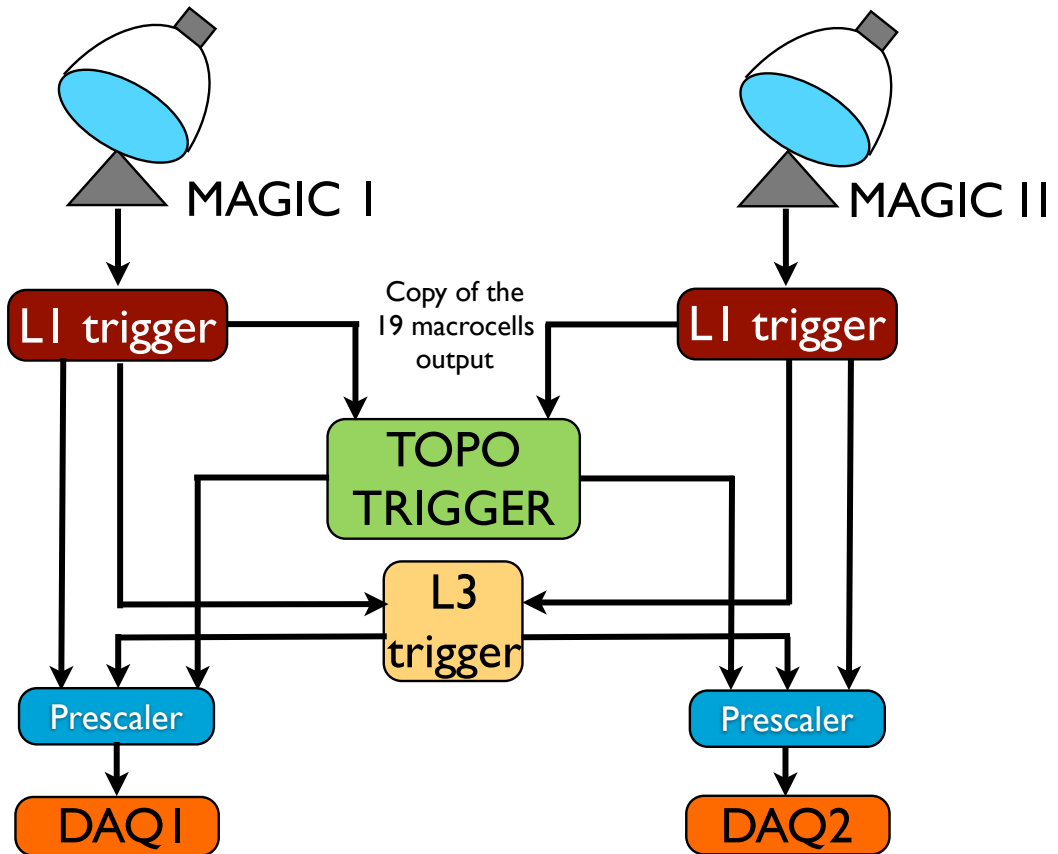 MAGIC I
MAGIC II
L1 trigger
Copy of the
19 macrocells
output
L1 trigger
TOPO
TRIGGER
L3
trigger
Prescaler
Prescaler
DAQ1
DAQ2